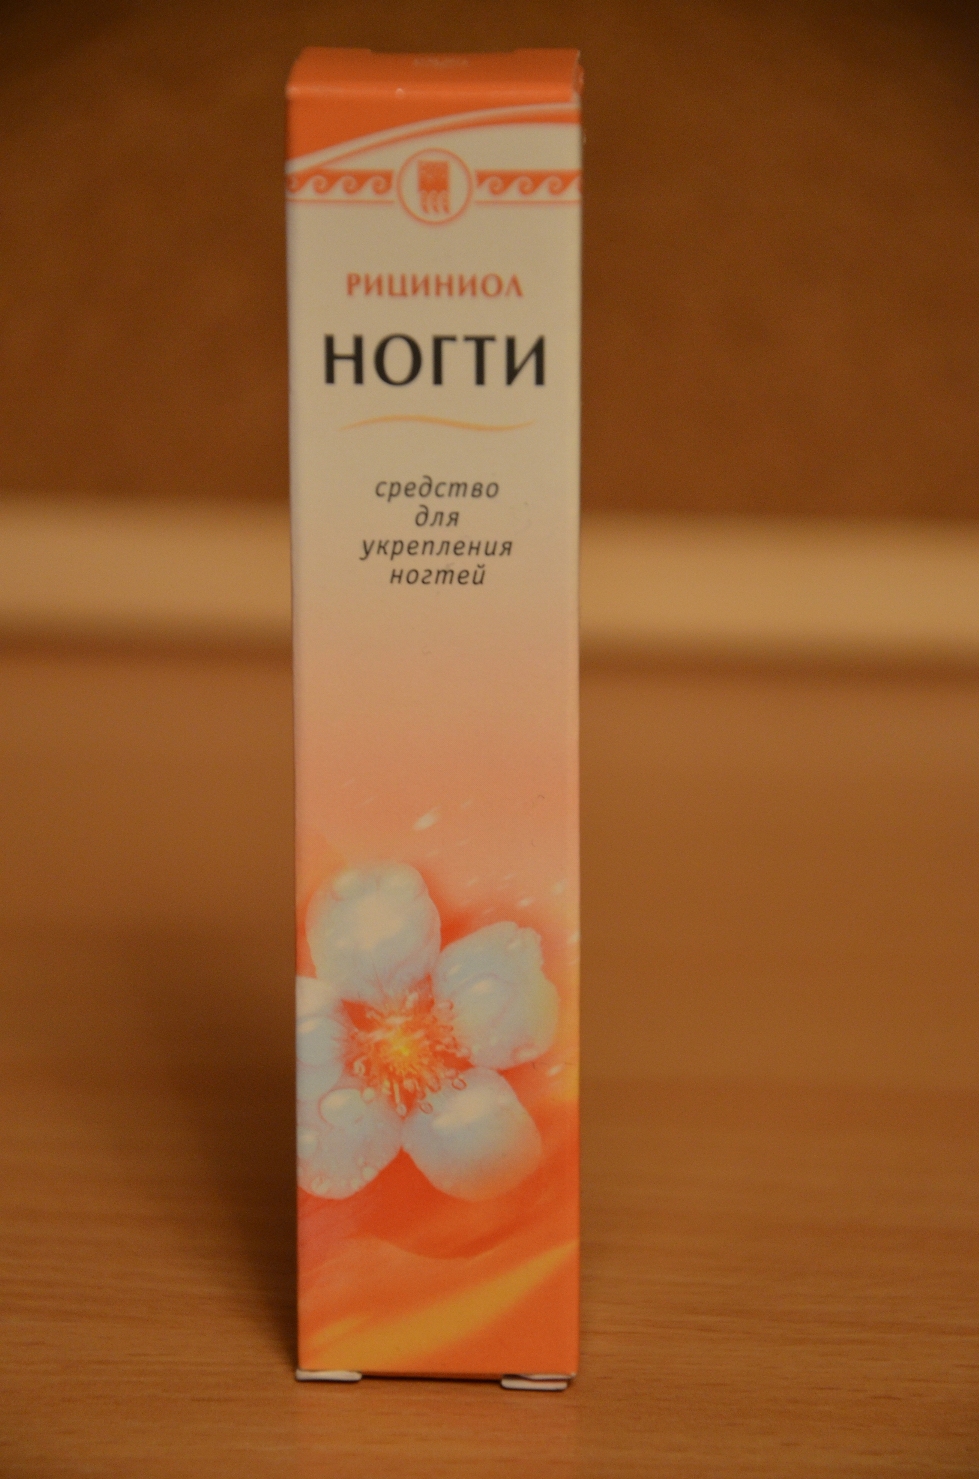 РИЦИНИОЛ
НОГТИ
средство
для
укрепления
ногтей